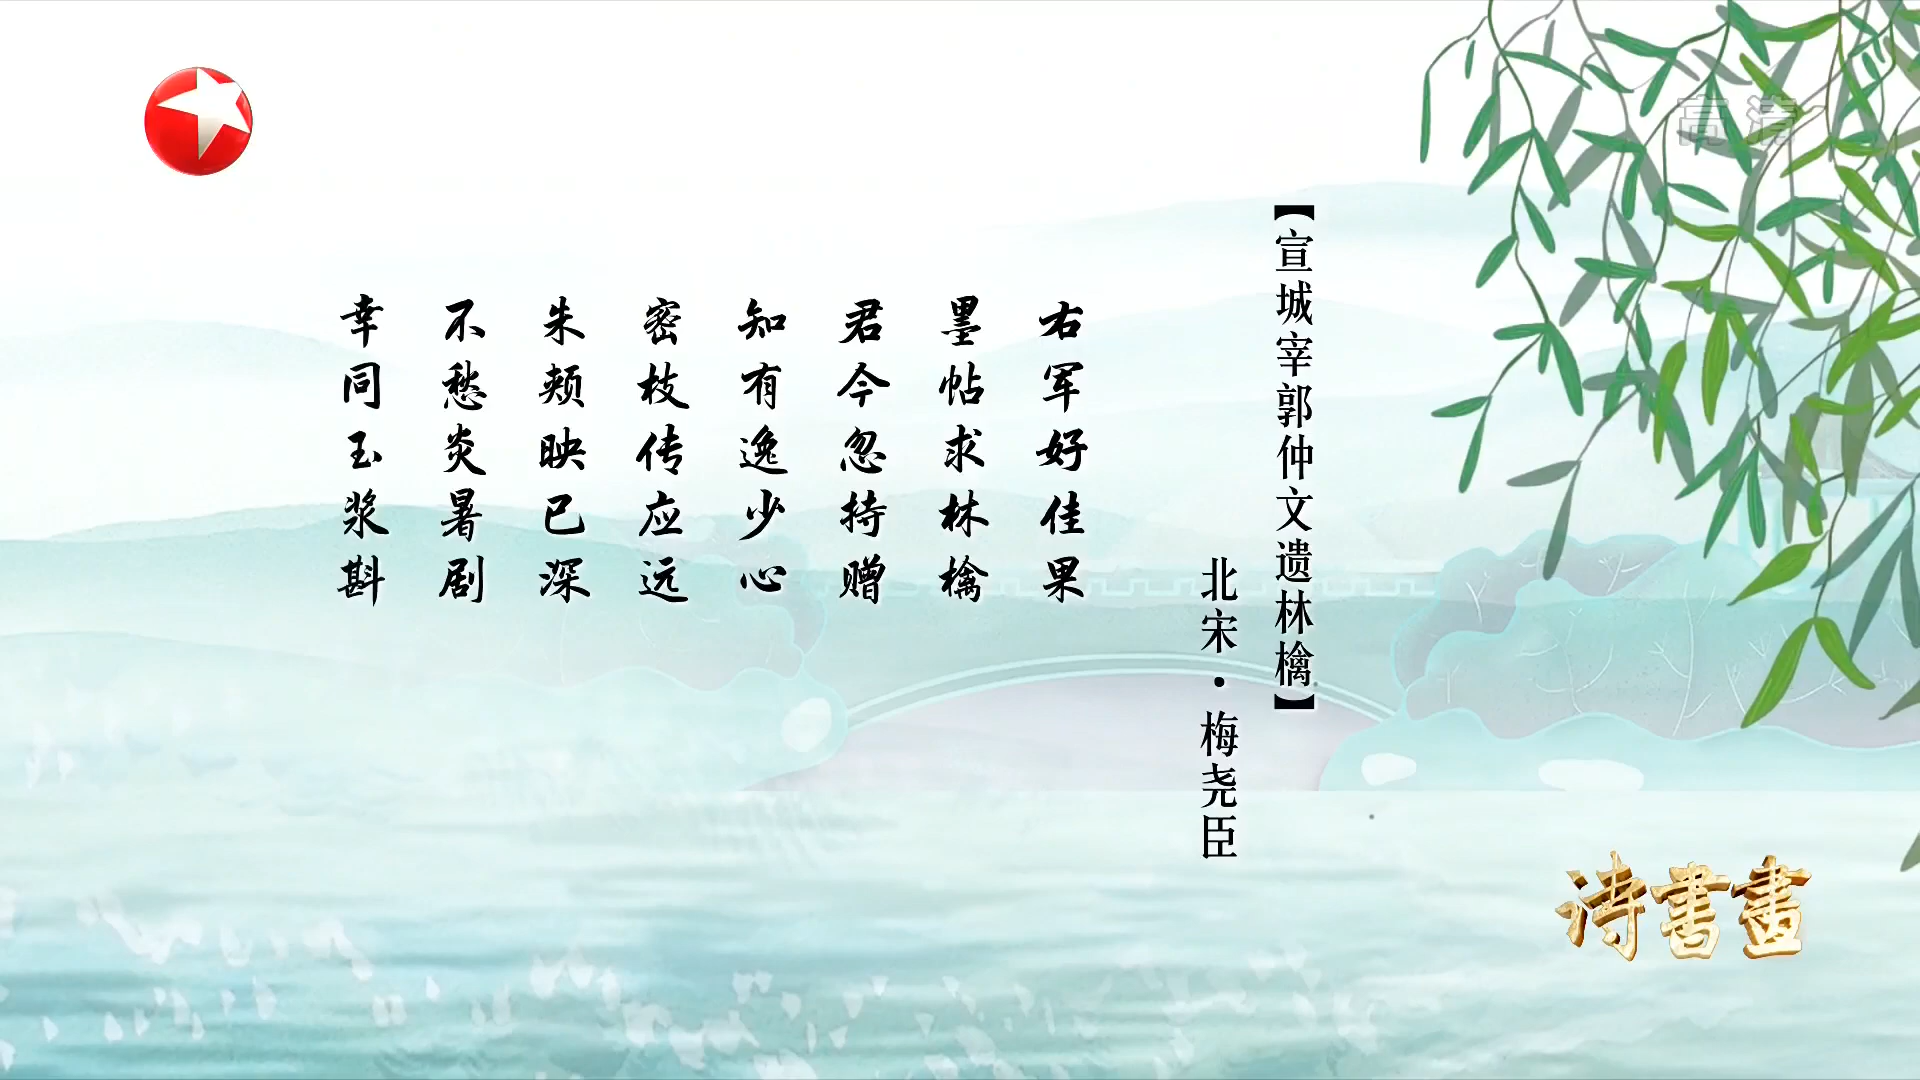 【宣城宰郭仲文遗林檎】
北宋·梅尧臣
右军好佳果
墨帖求林檎
君今忽持赠
知有逸少心
密枝传应远
朱颊映已深
不愁炎暑剧
幸同玉浆斟
高清
诗書畫